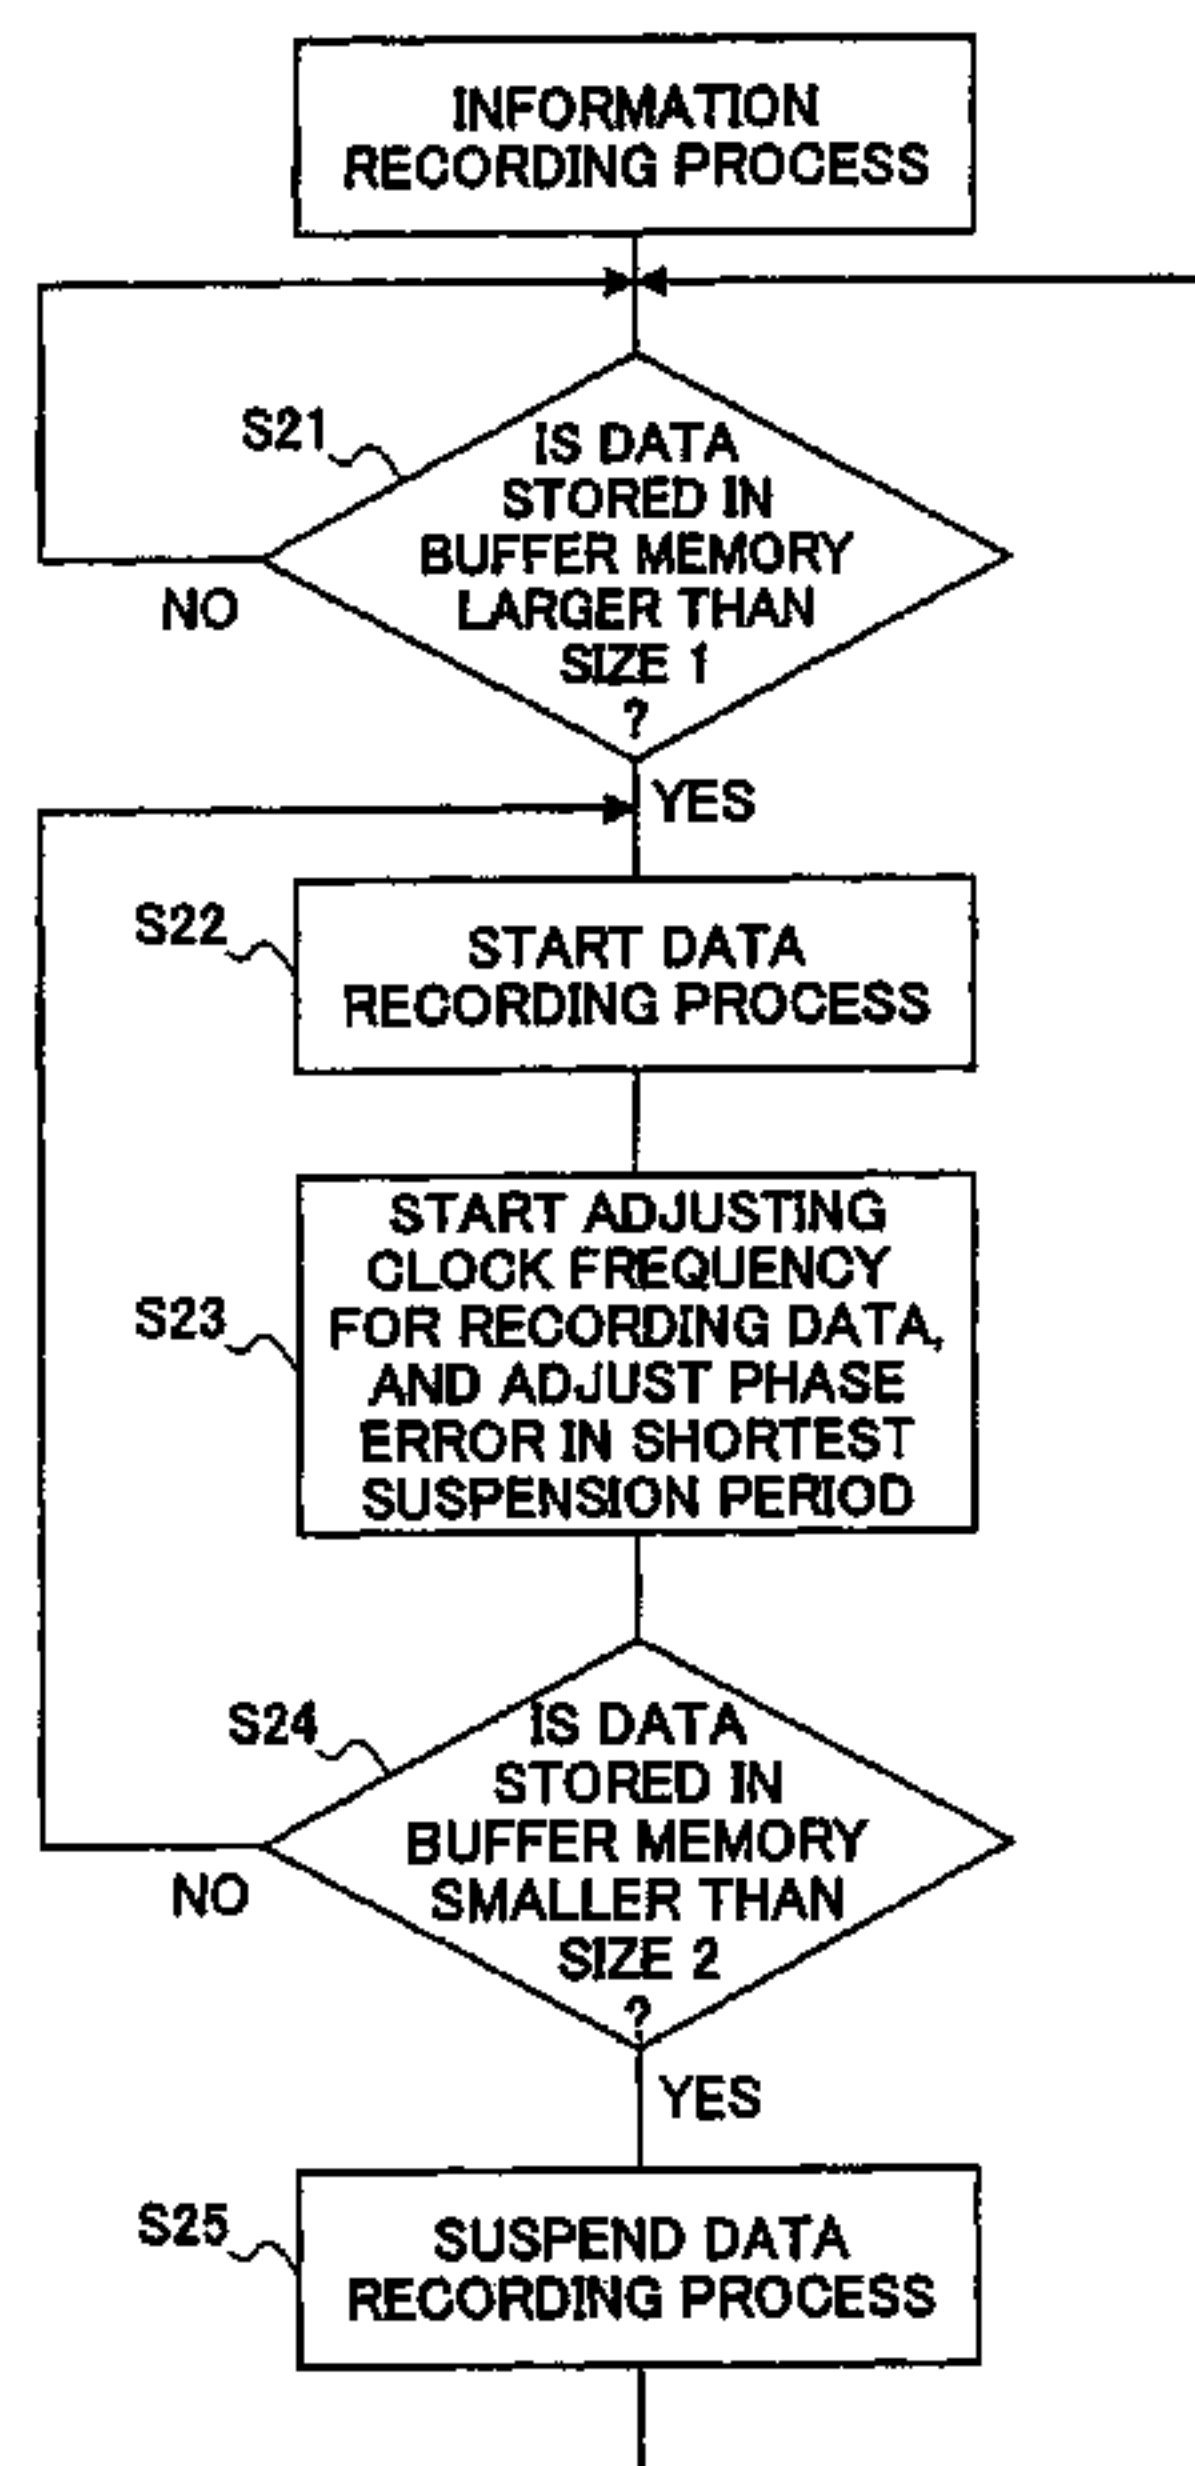 INFORMATION
RECORDING PROCESS
S21
IS DATA
STORED IN
BUFFER MEMORY
LARGER THAN
SIZE 1
?
NO
YES
S22
START DATA
RECORDING PROCESS
S23
START ADJUSTING
CLOCK FREQUENCY
FOR RECORDING DATA,
AND ADJUST PHASE
ERROR IN SHORTEST
SUSPENSION PERIOD
S24
IS DATA
STORED IN
BUFFER MEMORY
SMALLER THAN
SIZE 2
?
NO
YES
S25
SUSPEND DATA
RECORDING PROCESS